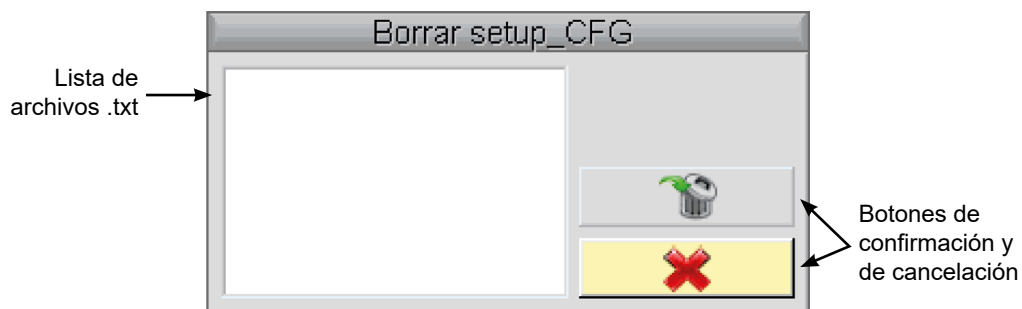 Borrar setup_CFG
Lista de
archivos .txt
Botones de
confirmación y
de cancelación